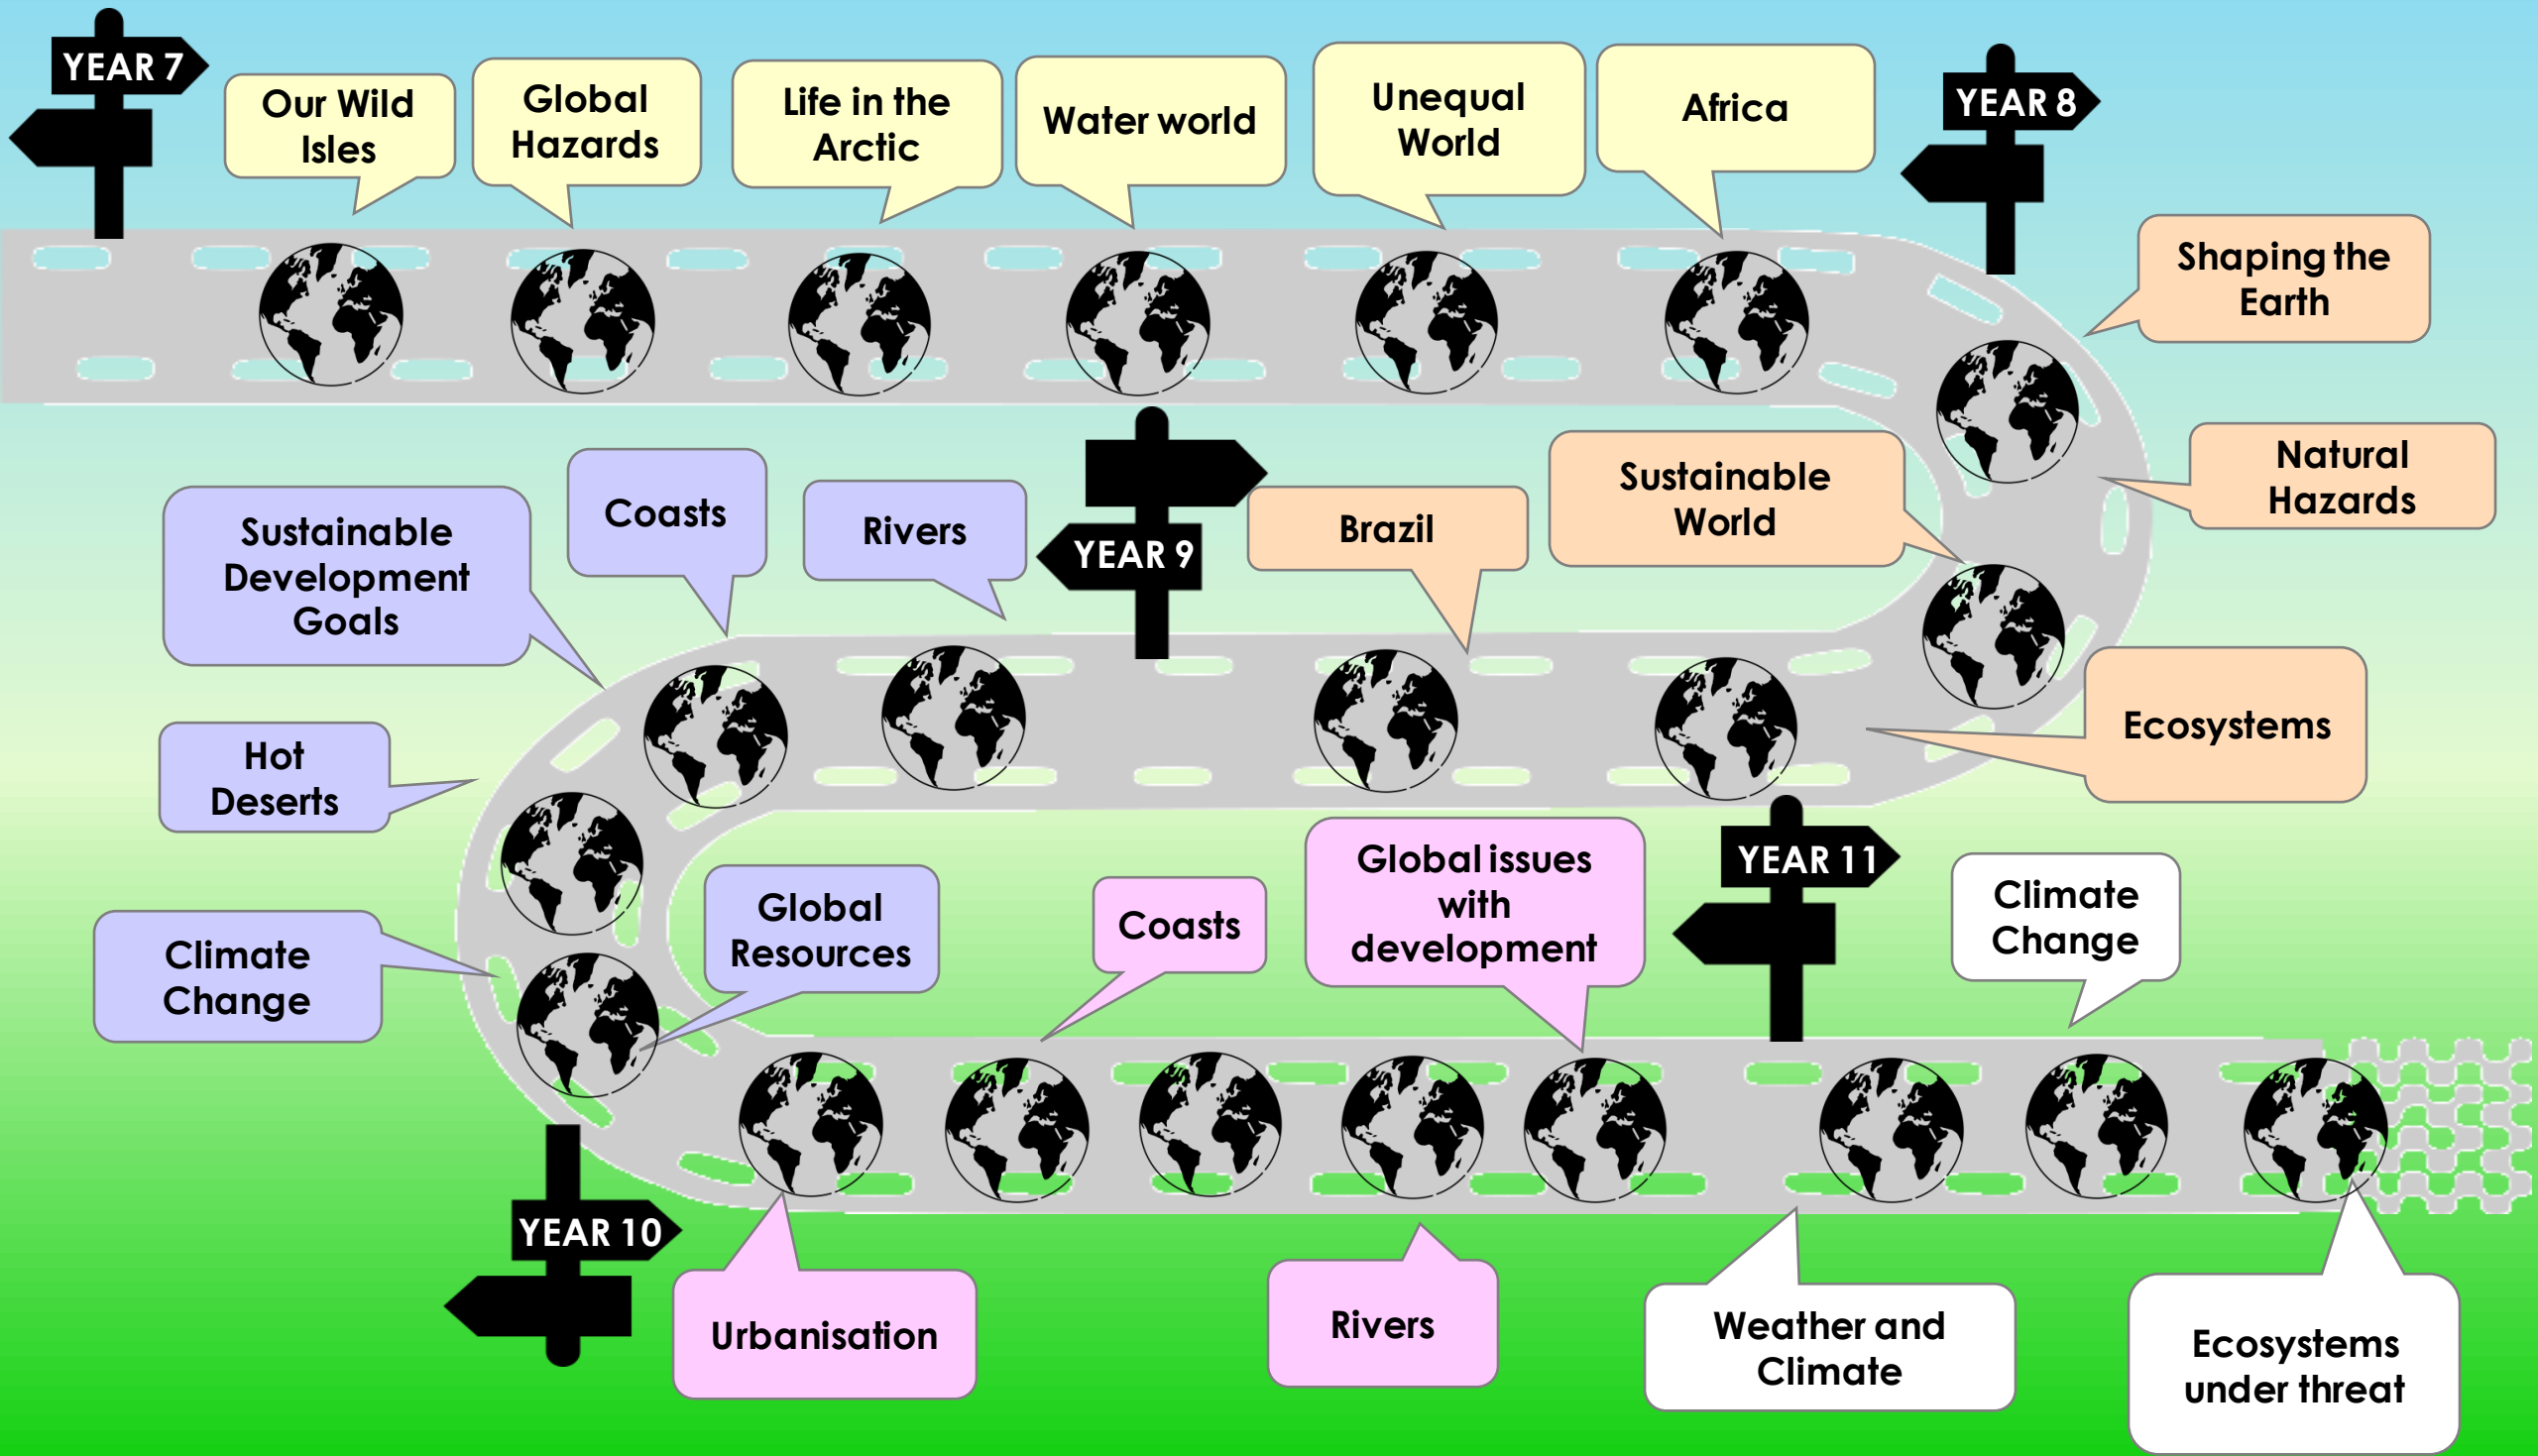 YEAR 7
Our Wild
Isles
Global
Hazards
Life in the
Arctic
Water world
Unequal
World
Africa
YEAR 8
Shaping the
Earth
Natural
Hazards
Sustainable
World
Ecosystems
Brazil
YEAR 9
Rivers
Coasts
Sustainable
Development
Goals
Hot
Deserts
Climate
Change
Global
Resources
YEAR 10
Urbanisation
Coasts
Rivers
Global issues
with
development
YEAR 11
Weather and
Climate
Climate
Change
Ecosystems
under threat